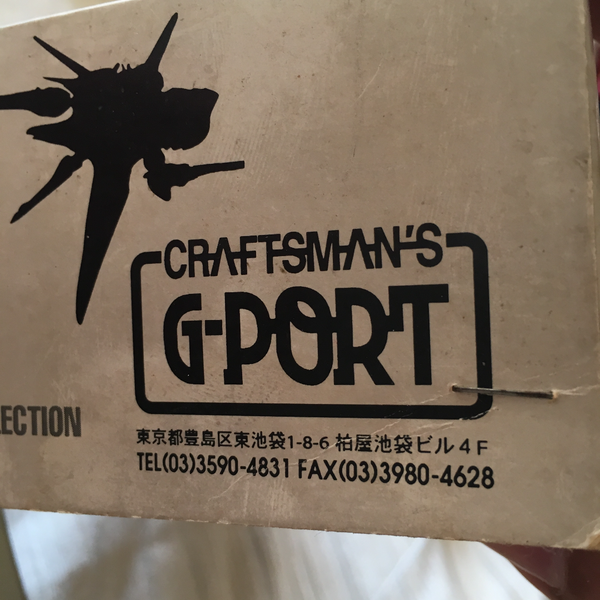 CRAFTSMAN'S
G-PORT
LECTION
東京都豊島区東池袋1-8-6 柏屋池袋ビル4F
TEL(03)3590-4831 FAX(03)3980-4628